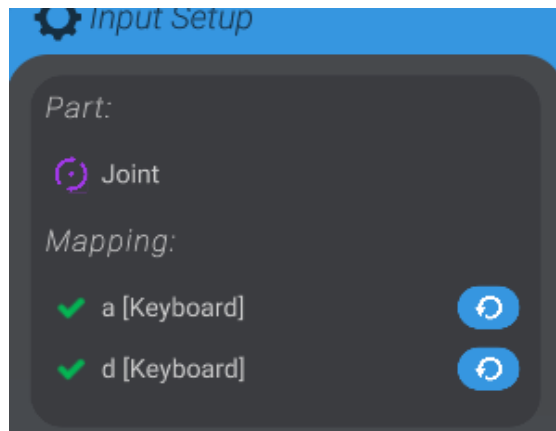 Input Setup
Part:
Joint
Mapping:
a [Keyboard]
d [Keyboard]